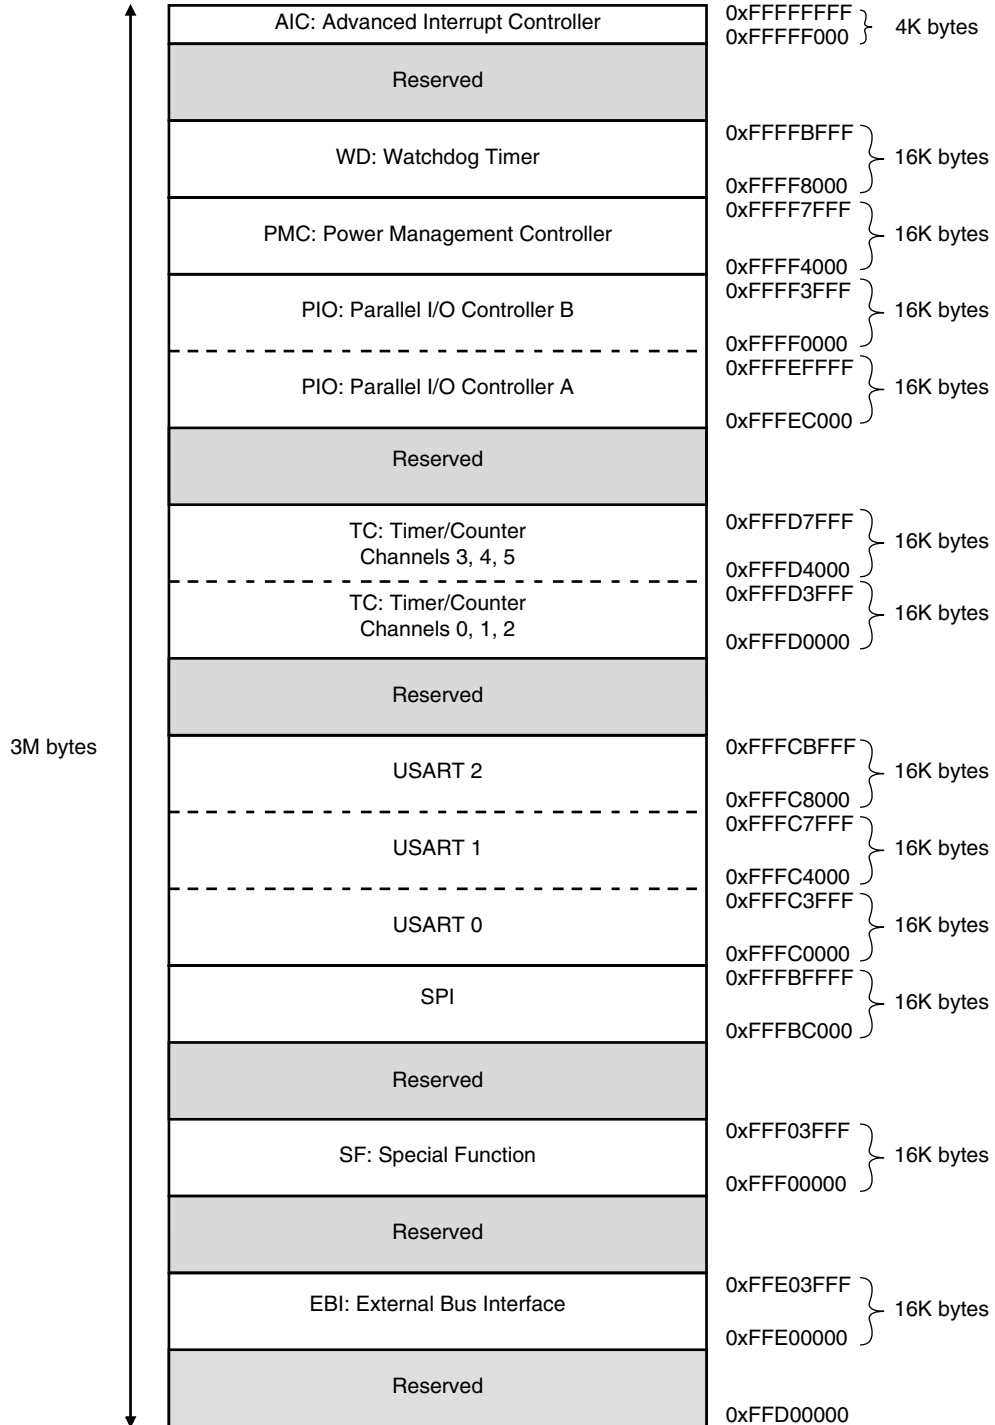 AIC: Advanced Interrupt Controller
0xFFFFFFFF
0xFFFFF000
4K bytes
Reserved
WD: Watchdog Timer
0xFFFFBFFF
0xFFFF8000
16K bytes
PMC: Power Management Controller
0xFFFF7FFF
0xFFFF4000
16K bytes
PIO: Parallel I/O Controller B
0xFFFF3FFF
0xFFFF0000
16K bytes
PIO: Parallel I/O Controller A
0xFFFEFFFF
0xFFFEC000
16K bytes
Reserved
TC: Timer/Counter
Channels 3, 4, 5
0xFFFD7FFF
0xFFFD4000
16K bytes
TC: Timer/Counter
Channels 0, 1, 2
0xFFFD3FFF
0xFFFD0000
16K bytes
Reserved
3M bytes
USART 2
0xFFFCBFFF
0xFFFC8000
16K bytes
USART 1
0xFFFC7FFF
0xFFFC4000
16K bytes
USART 0
0xFFFC3FFF
0xFFFC0000
16K bytes
SPI
0xFFFBFFFF
0xFFFBC000
16K bytes
Reserved
SF: Special Function
0xFFF03FFF
0xFFF00000
16K bytes
Reserved
EBI: External Bus Interface
0xFFE03FFF
0xFFE00000
16K bytes
Reserved
0xFFD00000